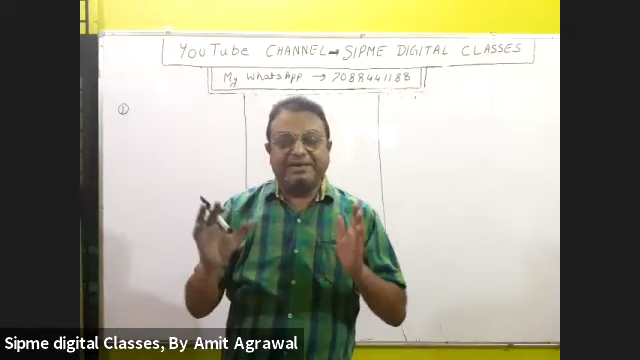 YouTube CHANNEL → SIPME DIGITAL CLASSES
My WhatsApp → 7088441188
①
Sipme digital Classes, By Amit Agrawal